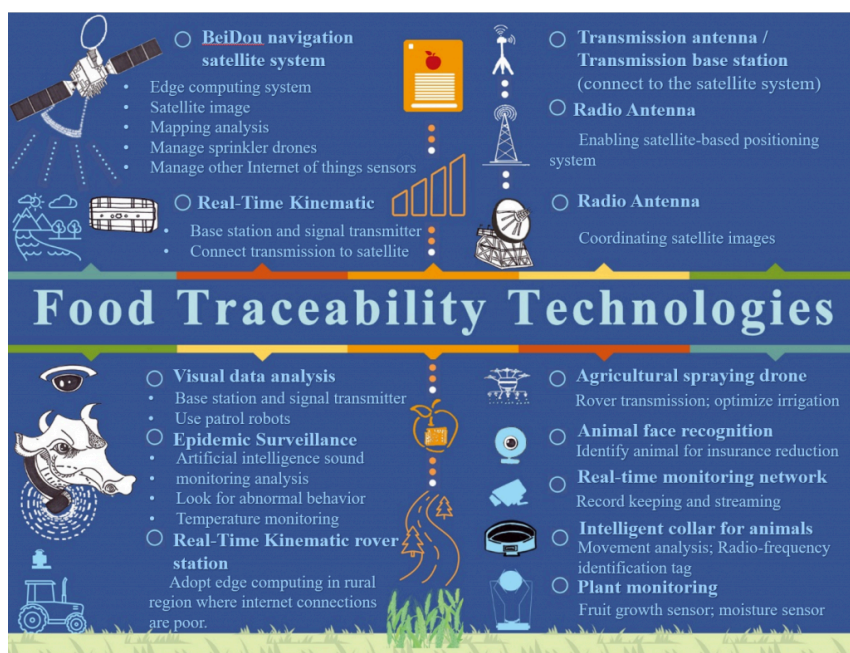 BeiDou navigation
satellite system
• Edge computing system
• Satellite image
• Mapping analysis
• Manage sprinkler drones
• Manage other Internet of things sensors
Real-Time Kinematic
• Base station and signal transmitter
• Connect transmission to satellite
Transmission antenna /
Transmission base station
(connect to the satellite system)
Radio Antenna
Enabling satellite-based positioning
system
Radio Antenna
Coordinating satellite images
Food Traceability Technologies
Visual data analysis
• Base station and signal transmitter
• Use patrol robots
Epidemic Surveillance
• Artificial intelligence sound
• monitoring analysis
• Look for abnormal behavior
• Temperature monitoring
Real-Time Kinematic rover
station
Adopt edge computing in rural
region where internet connections
are poor.
Agricultural spraying drone
Rover transmission; optimize irrigation
Animal face recognition
Identify animal for insurance reduction
Real-time monitoring network
Record keeping and streaming
Intelligent collar for animals
Movement analysis; Radio-frequency
identification tag
Plant monitoring
Fruit growth sensor; moisture sensor